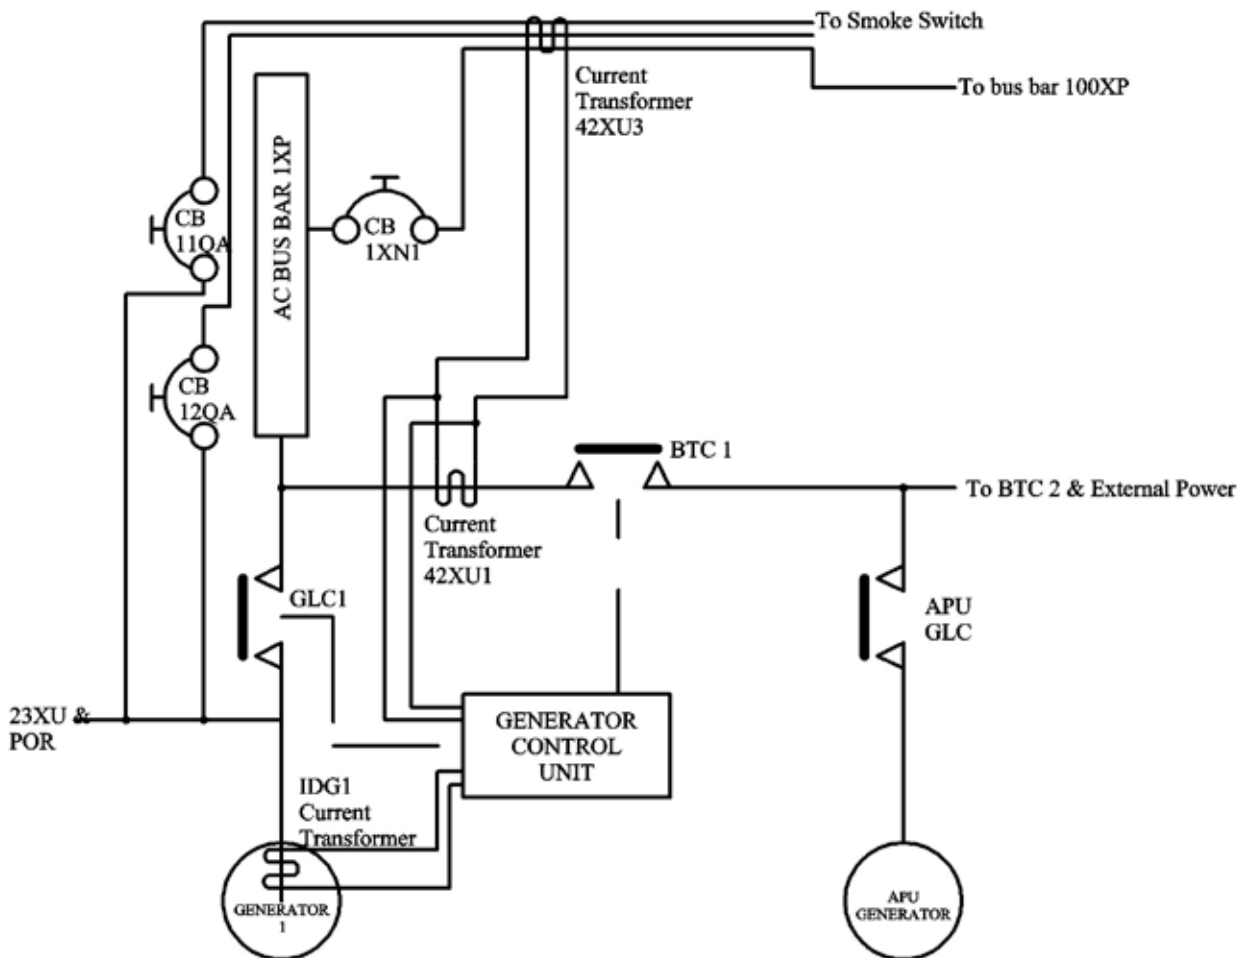 To Smoke Switch
Current
Transformer
42XU3
To bus bar 100XP
AC BUS BAR 1XP
CB
11QA
CB
1XN1
CB
12QA
BTC 1
To BTC 2 & External Power
Current
Transformer
42XU1
GLC1
APU
GLC
23XU &
POR
GENERATOR
CONTROL
UNIT
IDG1
Current
Transformer
GENERATOR
1
APU
GENERATOR